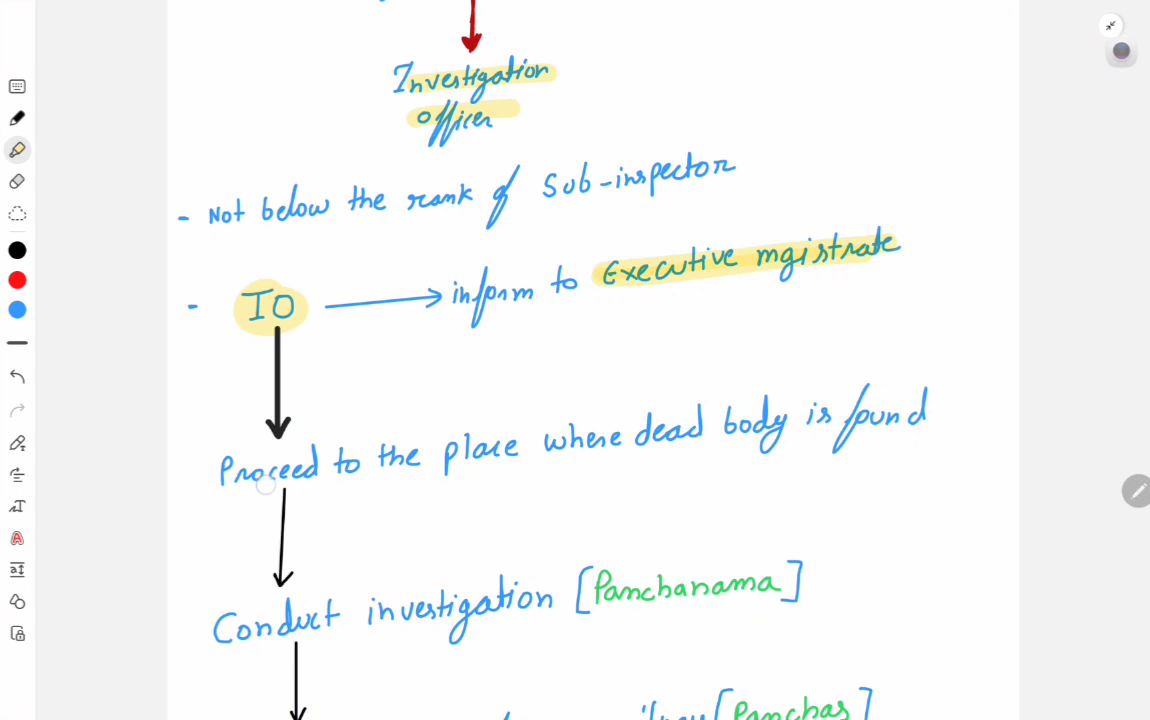 Investigation
officer
- Not below the rank of Sub-inspector
- IO → inform to Executive mgistrate
Proceed to the place where dead body is found
Conduct investigation [Panchanama]
[Panchas]